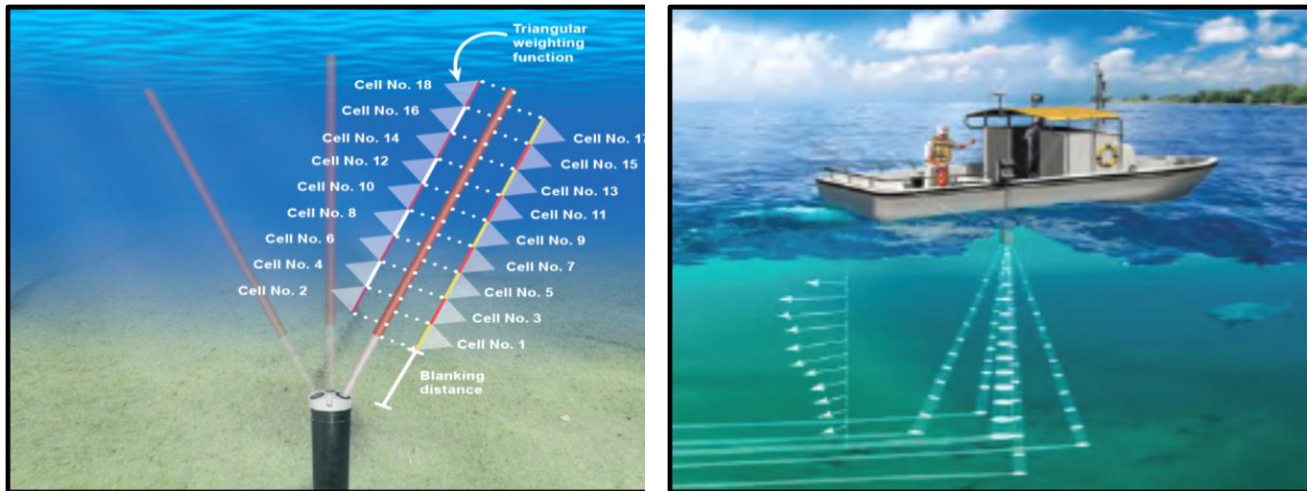 Triangular
weighting
function
Cell No. 18
Cell No. 16
Cell No. 14
Cell No. 12
Cell No. 10
Cell No. 8
Cell No. 6
Cell No. 4
Cell No. 2
Cell No. 17
Cell No. 15
Cell No. 13
Cell No. 11
Cell No. 9
Cell No. 7
Cell No. 5
Cell No. 3
Cell No. 1
Blanking
distance